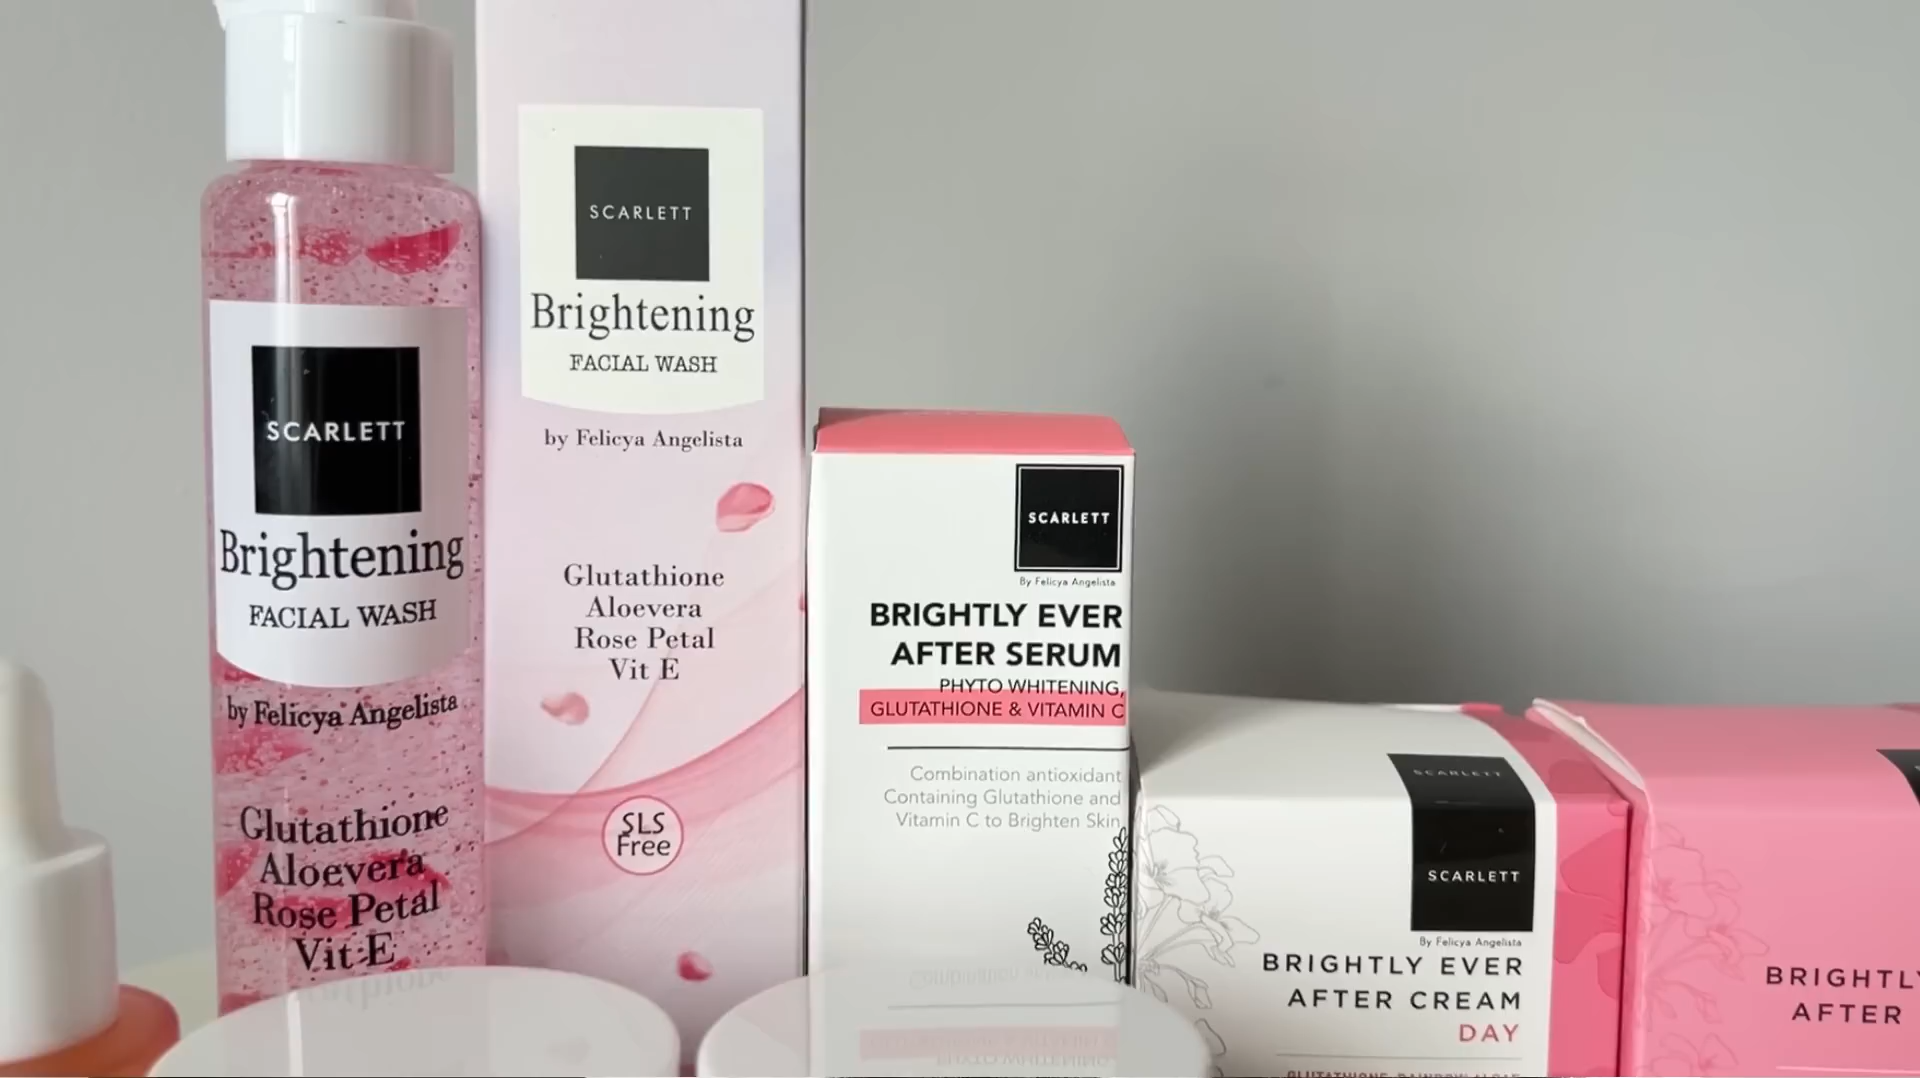 SCARLETT
Brightening
FACIAL WASH
by Felicya Angelista
Glutathione
Aloevera
Rose Petal
Vit E
SCARLETT
Brightening
FACIAL WASH
by Felicya Angelista
Glutathione
Aloevera
Rose Petal
Vit E
SLS
Free
SCARLETT
By Felicya Angelista
BRIGHTLY EVER
AFTER SERUM
PHYTO WHITENING,
GLUTATHIONE & VITAMIN C
Combination antioxidant
Containing Glutathione and
Vitamin C to Brighten Skin
SCARLETT
SCARLETT
By Felicya Angelista
BRIGHTLY EVER
AFTER CREAM
DAY
BRIGHTLY
AFTER